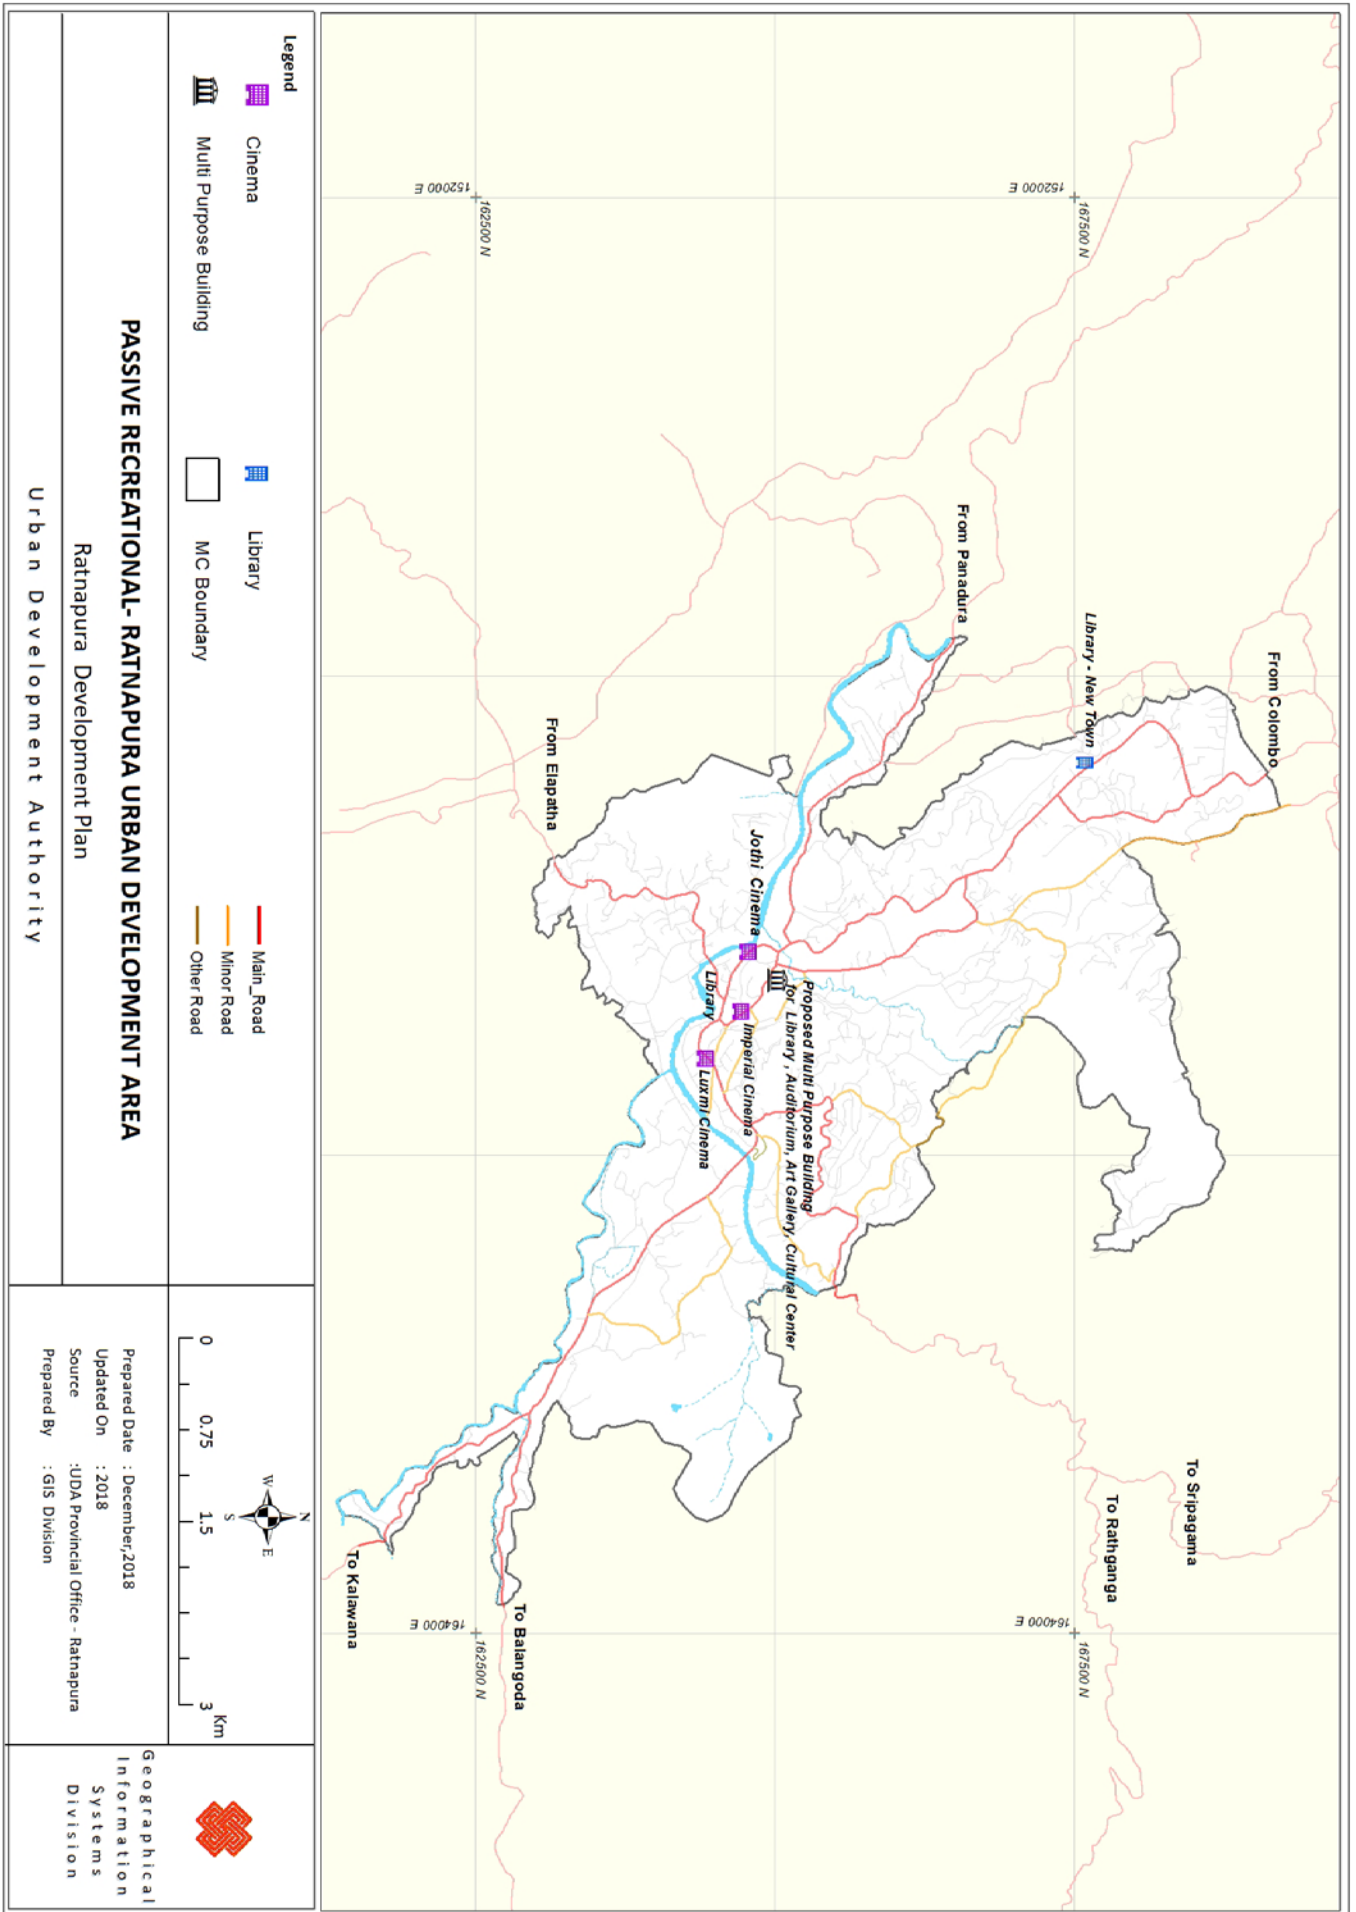 From Colombo
To Sripagama
Library - New Town
To Rathganga
167500 N
152000 E
167500 N
164000 E
From Panadura
Proposed Multi Purpose Building
for Library , Auditorium, Art Gallery, Cultural Center
Jothi Cinema
Imperial Cinema
Library
Luxmi Cinema
From Elapatha
To Balangoda
162500 N
152000 E
162500 N
164000 E
To Kalawana
Legend
Cinema
Library
Main_Road
Minor Road
Other Road
Multi Purpose Building
MC Boundary
N
W
E
S
0 0.75 1.5 3
Km
PASSIVE RECREATIONAL- RATNAPURA URBAN DEVELOPMENT AREA
Ratnapura Development Plan
Urban Development Authority
Prepared Date : December,2018
Updated On : 2018
Source :UDA Provincial Office - Ratnapura
Prepared By : GIS Division
Geographical
Information
Systems
Division